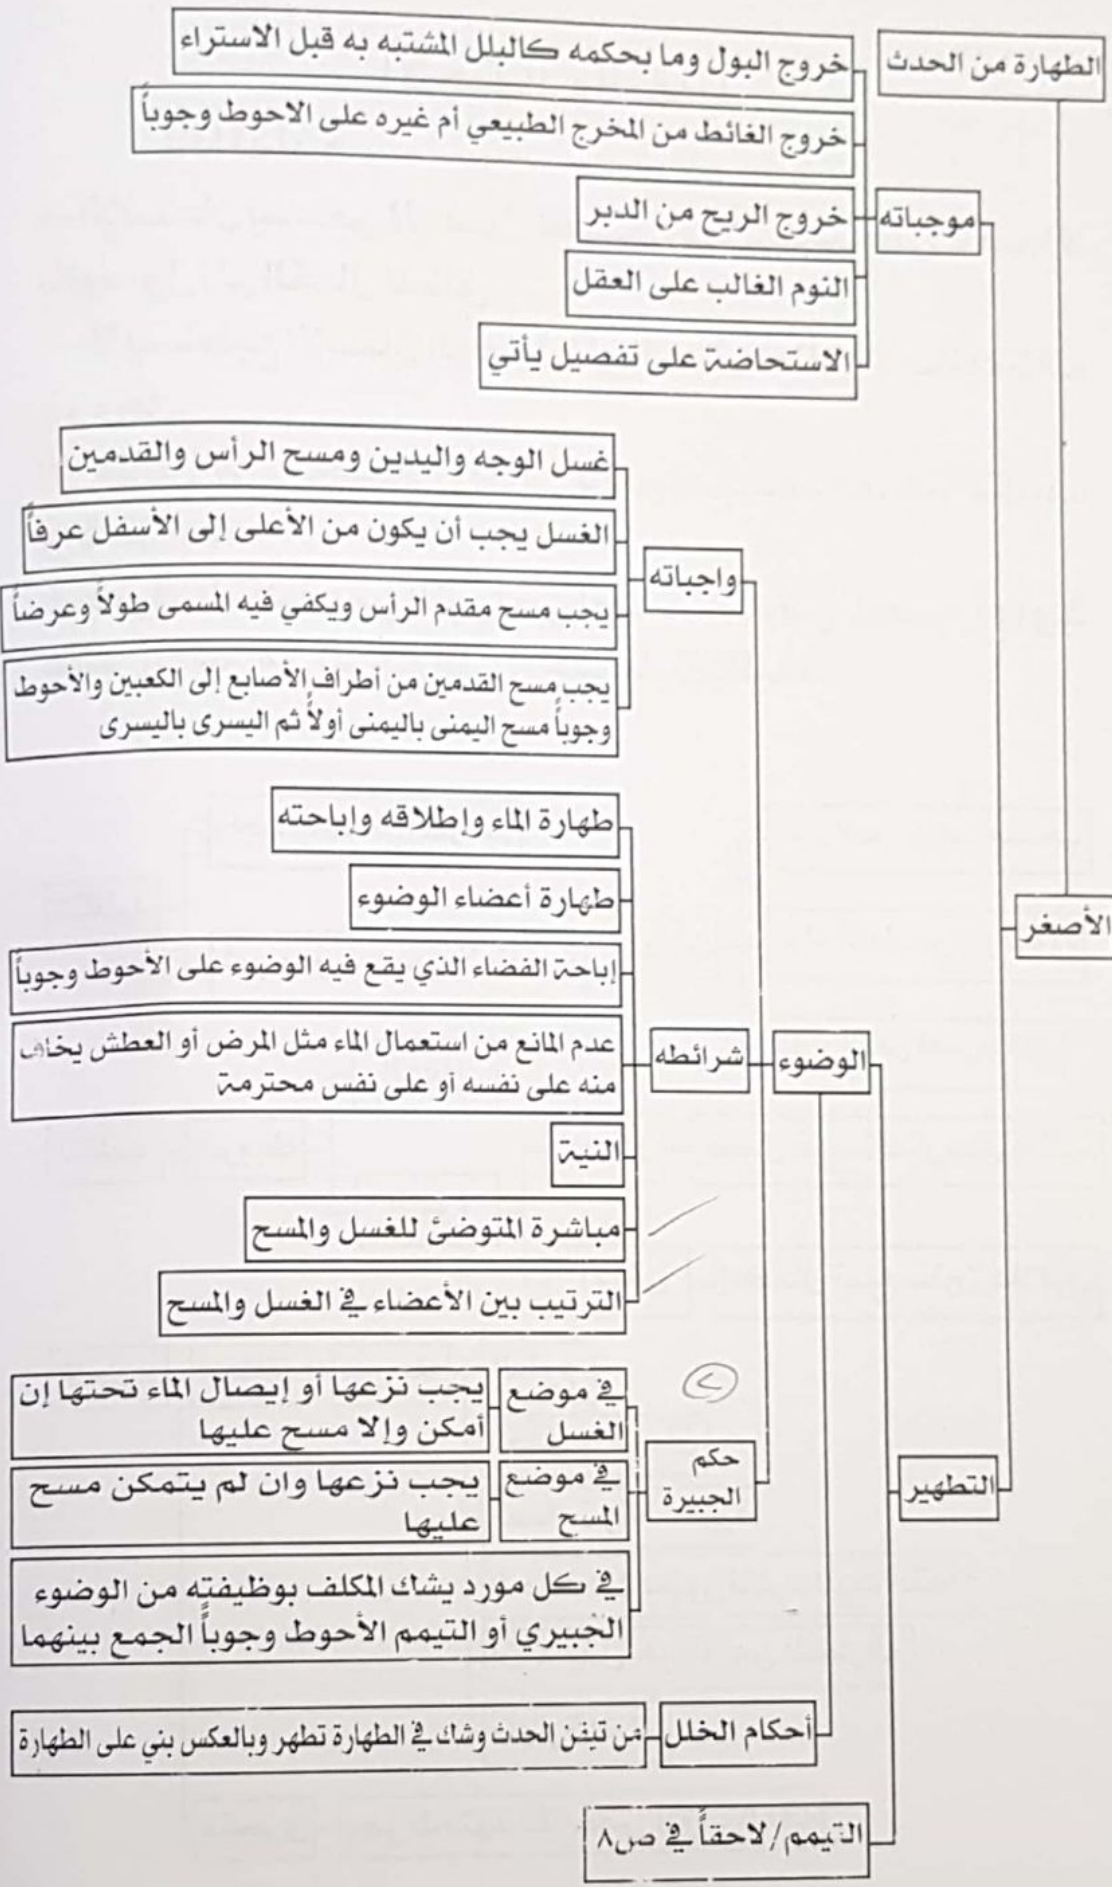 الطهارة من الحدث
الأصغر
موجباته
خروج البول وما بحكمه كالبلل المشتبه به قبل الاستراء
خروج الغائط من المخرج الطبيعي أم غيره على الاحوط وجوباً
خروج الريح من الدبر
النوم الغالب على العقل
الاستحاضة على تفصيل يأتي
التطهير
الوضوء
واجباته
غسل الوجه واليدين ومسح الرأس والقدمين
الغسل يجب أن يكون من الأعلى إلى الأسفل عرفاً
يجب مسح مقدم الرأس ويكفي فيه المسمى طولاً وعرضاً
يجب مسح القدمين من أطراف الأصابع إلى الكعبين والأحوط
وجوباً مسح اليمنى باليمنى أولاً ثم اليسرى باليسرى
شرائطه
طهارة الماء وإطلاقه وإباحته
طهارة أعضاء الوضوء
إباحة الفضاء الذي يقع فيه الوضوء على الأحوط وجوباً
عدم المانع من استعمال الماء مثل المرض أو العطش يخاف
منه على نفسه أو على نفس محترمة
النية
مباشرة المتوضئ للغسل والمسح
الترتيب بين الأعضاء في الغسل والمسح
حكم
الجبيرة
في موضع
الغسل
يجب نزعها أو إيصال الماء تحتها إن
أمكن وإلا مسح عليها
في موضع
المسح
يجب نزعها وان لم يتمكن مسح
عليها
في كل مورد يشك المكلف بوظيفته من الوضوء
الجبيري أو التيمم الأحوط وجوباً الجمع بينهما
أحكام الخلل
من تيقن الحدث وشك في الطهارة تطهر وبالعكس بني على الطهارة
التيمم/لاحقاً في ص٨